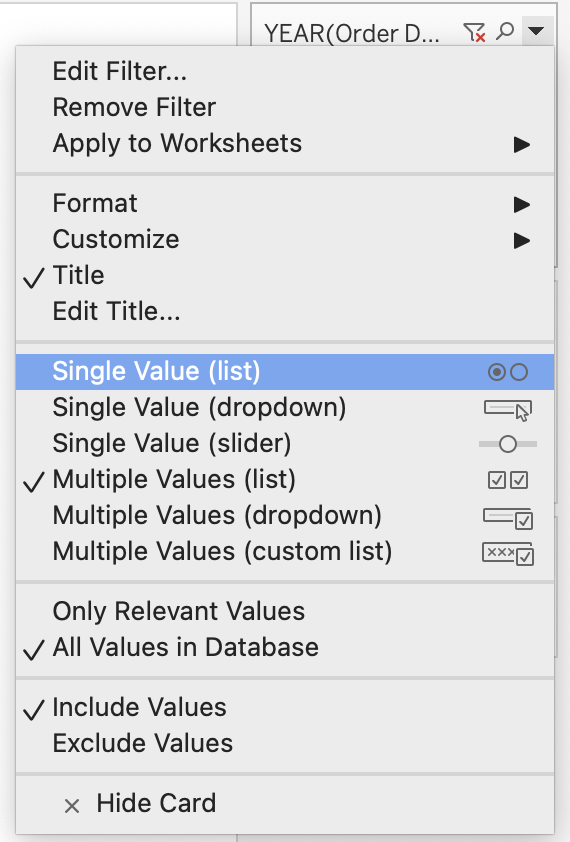 YEAR(Order D...
Edit Filter...
Remove Filter
Apply to Worksheets
Format
Customize
Title
Edit Title...
Single Value (list)
Single Value (dropdown)
Single Value (slider)
Multiple Values (list)
Multiple Values (dropdown)
Multiple Values (custom list)
Only Relevant Values
All Values in Database
Include Values
Exclude Values
Hide Card